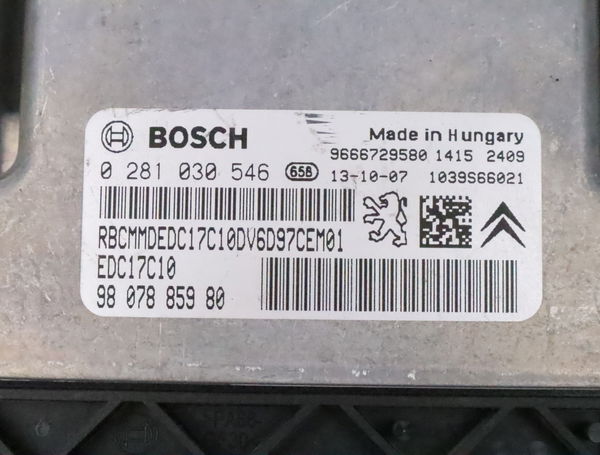 BOSCH
Made in Hungary
9666729580 1415 2409
0 281 030 546 65B 13-10-07 1039S66021
RBCMMDEDC17C10DV6D97CEM01
EDC17C10
98 078 859 80